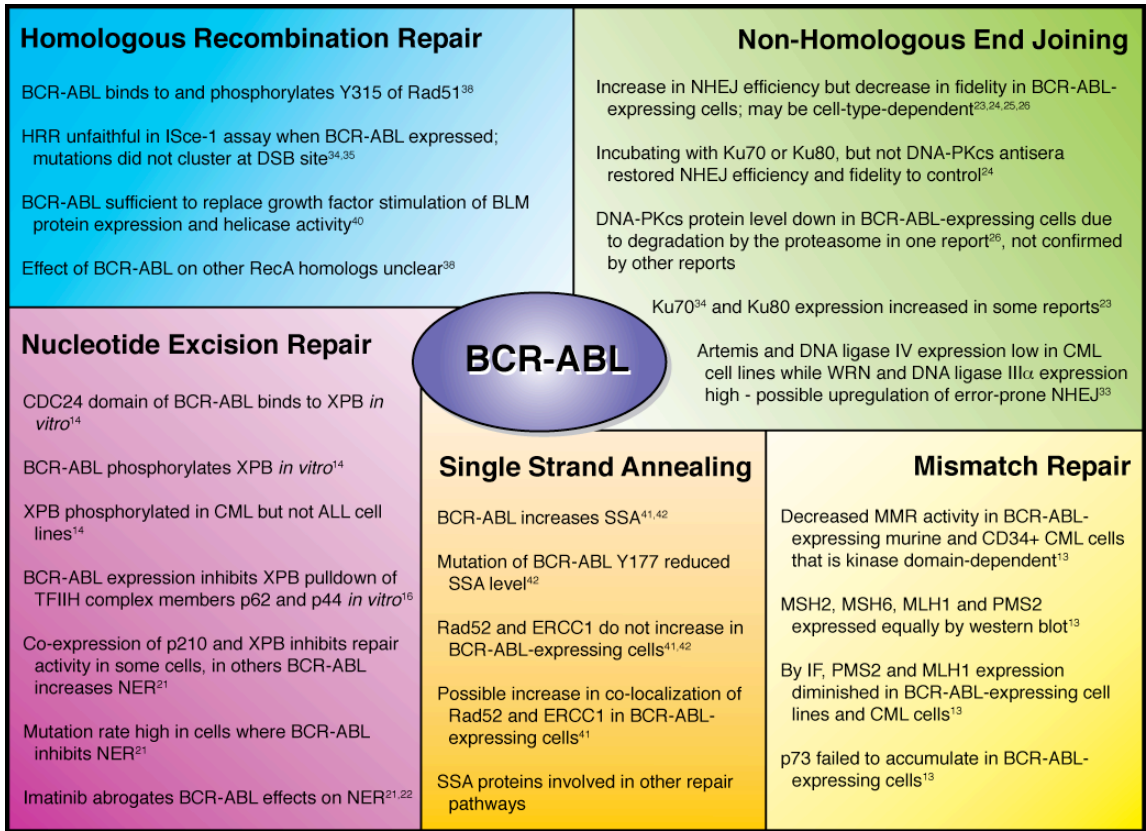 Homologous Recombination Repair
BCR-ABL binds to and phosphorylates Y315 of Rad51³⁸
HRR unfaithful in ISce-1 assay when BCR-ABL expressed;
mutations did not cluster at DSB site³⁴,³⁵
BCR-ABL sufficient to replace growth factor stimulation of BLM
protein expression and helicase activity⁴⁰
Effect of BCR-ABL on other RecA homologs unclear³⁸
Non-Homologous End Joining
Increase in NHEJ efficiency but decrease in fidelity in BCR-ABL-
expressing cells; may be cell-type-dependent²³,²⁴,²⁵,²⁶
Incubating with Ku70 or Ku80, but not DNA-PKcs antisera
restored NHEJ efficiency and fidelity to control²⁴
DNA-PKcs protein level down in BCR-ABL-expressing cells due
to degradation by the proteasome in one report²⁶, not confirmed
by other reports
Ku70³⁴ and Ku80 expression increased in some reports²³
Artemis and DNA ligase IV expression low in CML
cell lines while WRN and DNA ligase IIIα expression
high - possible upregulation of error-prone NHEJ³³
BCR-ABL
Nucleotide Excision Repair
CDC24 domain of BCR-ABL binds to XPB in
vitro¹⁴
BCR-ABL phosphorylates XPB in vitro¹⁴
XPB phosphorylated in CML but not ALL cell
lines¹⁴
BCR-ABL expression inhibits XPB pulldown of
TFIIH complex members p62 and p44 in vitro¹⁶
Co-expression of p210 and XPB inhibits repair
activity in some cells, in others BCR-ABL
increases NER²¹
Mutation rate high in cells where BCR-ABL
inhibits NER²¹
Imatinib abrogates BCR-ABL effects on NER²¹,²²
Single Strand Annealing
BCR-ABL increases SSA⁴¹,⁴²
Mutation of BCR-ABL Y177 reduced
SSA level⁴²
Rad52 and ERCC1 do not increase in
BCR-ABL-expressing cells⁴¹,⁴²
Possible increase in co-localization of
Rad52 and ERCC1 in BCR-ABL-
expressing cells⁴¹
SSA proteins involved in other repair
pathways
Mismatch Repair
Decreased MMR activity in BCR-ABL-
expressing murine and CD34+ CML cells
that is kinase domain-dependent¹³
MSH2, MSH6, MLH1 and PMS2
expressed equally by western blot¹³
By IF, PMS2 and MLH1 expression
diminished in BCR-ABL-expressing cell
lines and CML cells¹³
p73 failed to accumulate in BCR-ABL-
expressing cells¹³